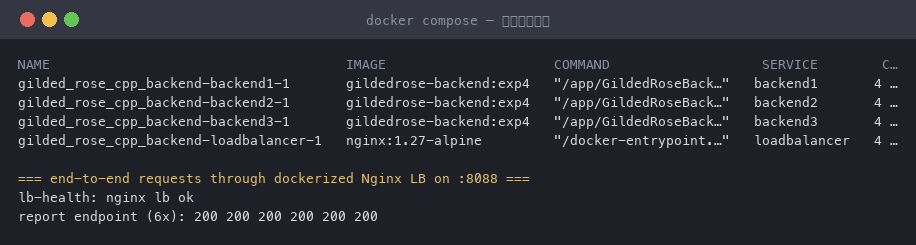 docker compose —
NAME IMAGE COMMAND SERVICE C…
gilded_rose_cpp_backend-backend1-1 gildedrose-backend:exp4 "/app/GildedRoseBack…" backend1 4 …
gilded_rose_cpp_backend-backend2-1 gildedrose-backend:exp4 "/app/GildedRoseBack…" backend2 4 …
gilded_rose_cpp_backend-backend3-1 gildedrose-backend:exp4 "/app/GildedRoseBack…" backend3 4 …
gilded_rose_cpp_backend-loadbalancer-1 nginx:1.27-alpine "/docker-entrypoint.…" loadbalancer 4 …
=== end-to-end requests through dockerized Nginx LB on :8088 ===
lb-health: nginx lb ok
report endpoint (6x): 200 200 200 200 200 200